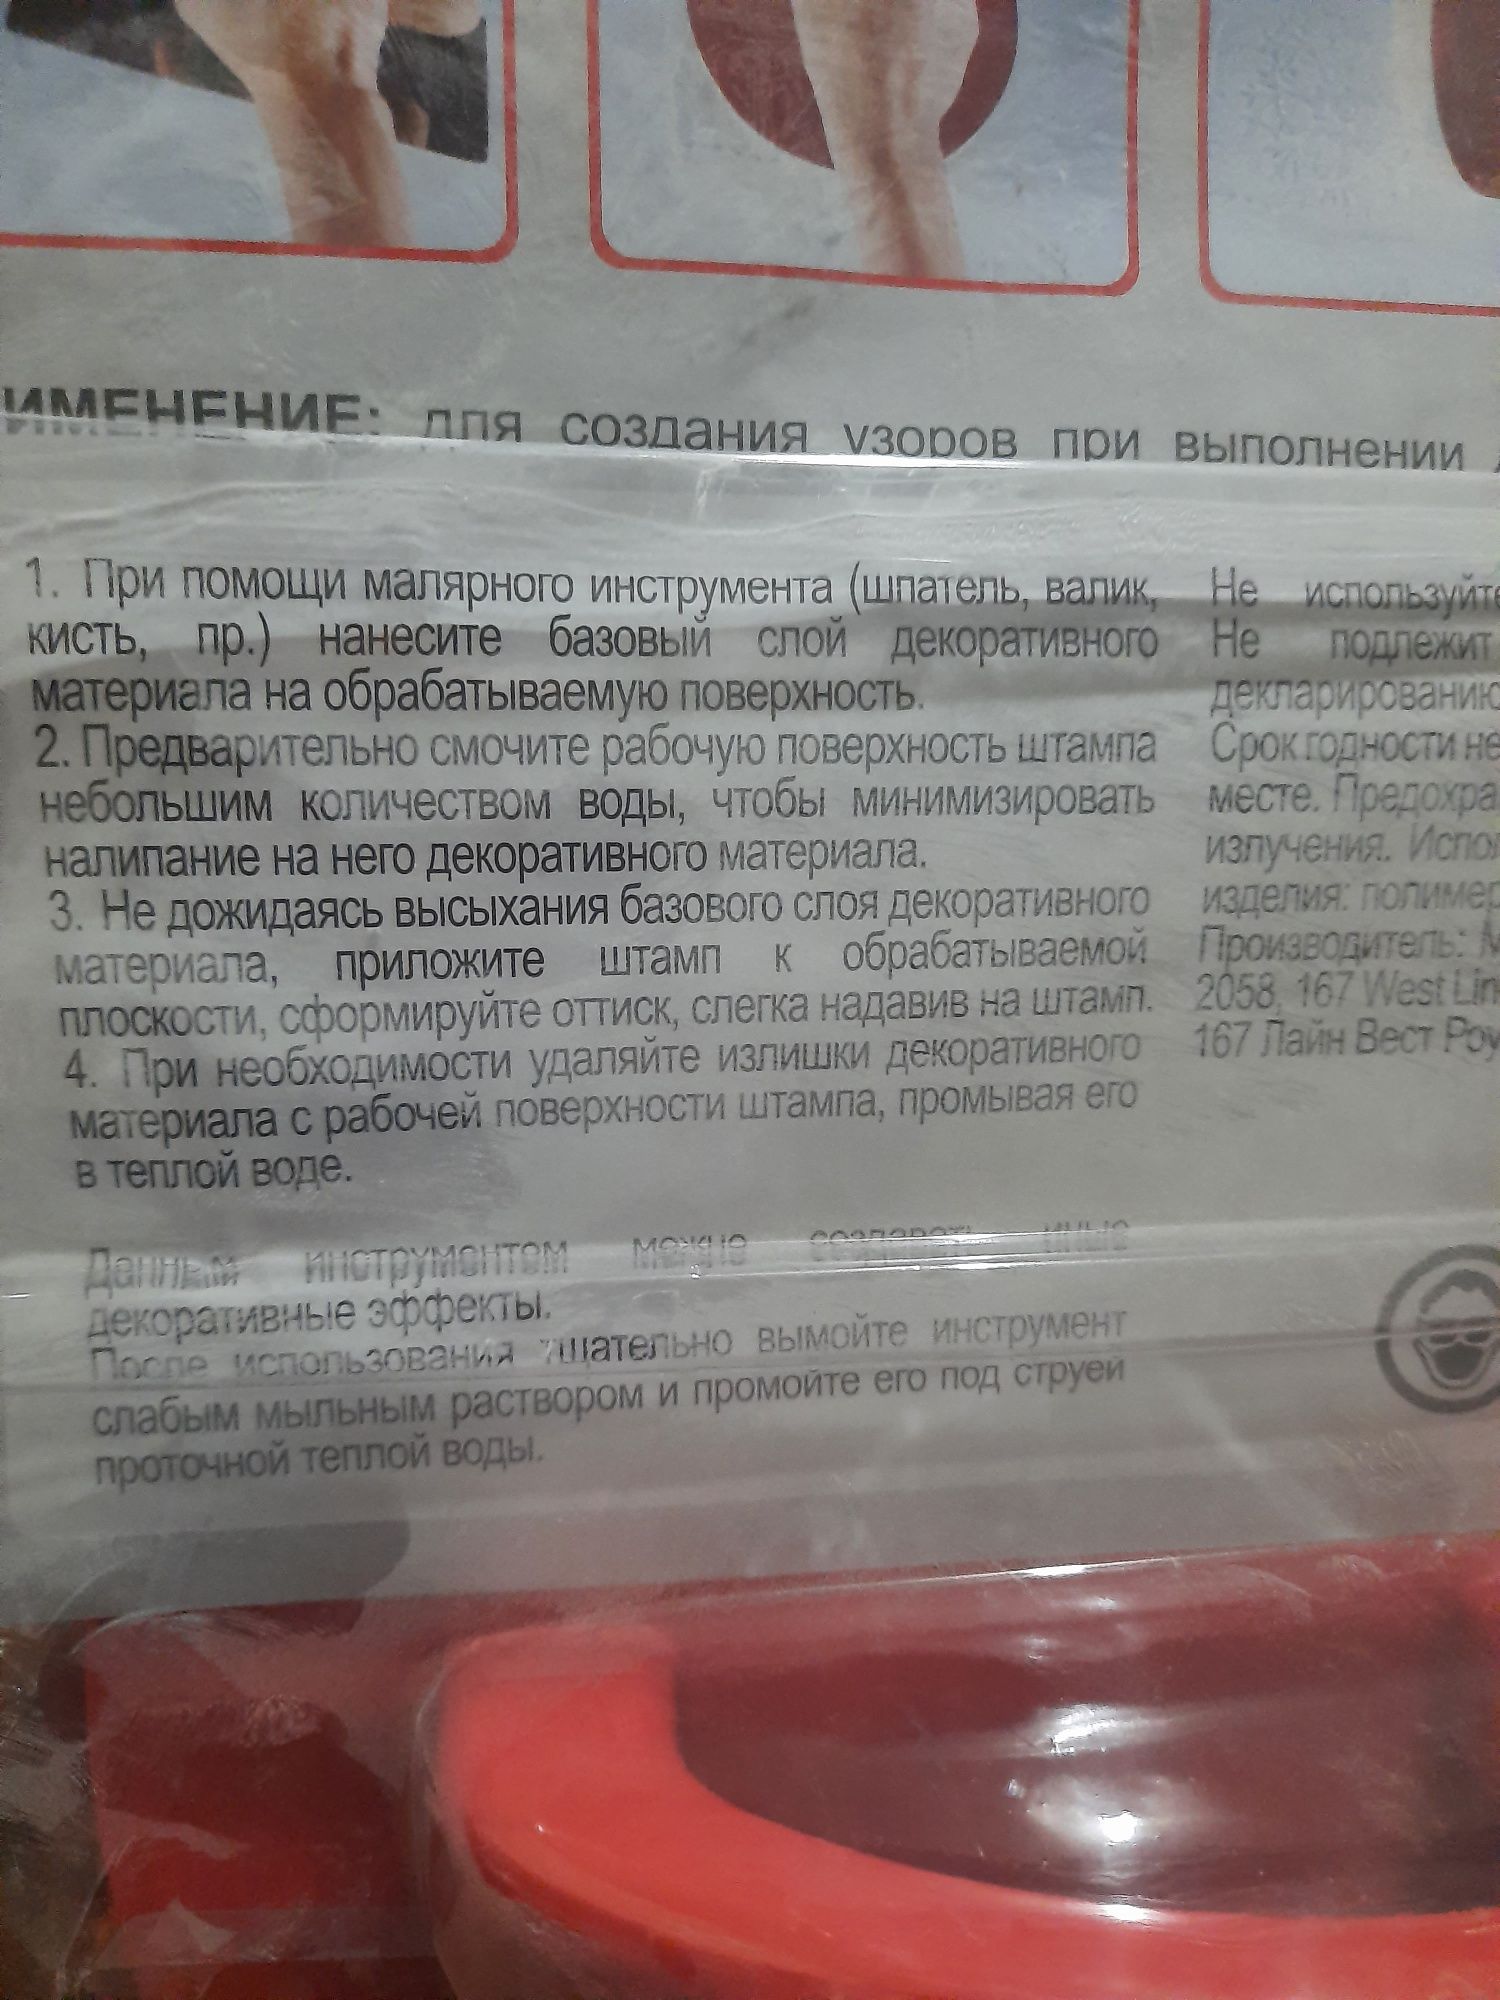 ИМЕНЕНИЕ: для создания узоров при выполнении
1. При помощи малярного инструмента (шпатель, валик,
кисть, пр.) нанесите базовый слой декоративного
материала на обрабатываемую поверхность.
2. Предварительно смочите рабочую поверхность штампа
небольшим количеством воды, чтобы минимизировать
налипание на него декоративного материала.
3. Не дожидаясь высыхания базового слоя декоративного
материала, приложите штамп к обрабатываемой
плоскости, сформируйте оттиск, слегка надавив на штамп.
4. При необходимости удаляйте излишки декоративного
материала с рабочей поверхности штампа, промывая его
в теплой воде.
Данным инструментом можно создавать иные
декоративные эффекты.
После использования тщательно вымойте инструмент
слабым мыльным раствором и промойте его под струей
проточной теплой воды.
Не используйте
Не подлежит
декларированию
Срок годности не
месте. Предохра
излучения. Испо
изделия: полимер
Производитель:
2058, 167 West Lin
167 Лайн Вест Роу